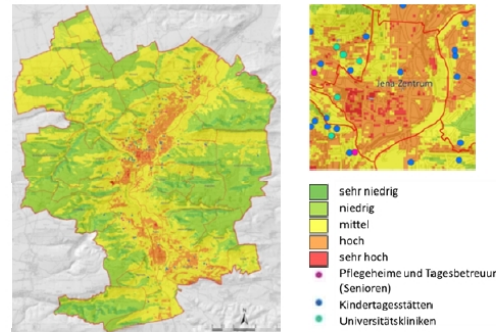 Jena-Zentrum
sehr niedrig
niedrig
mittel
hoch
sehr hoch
Pflegeheime und Tagesbetreuur
(Senioren)
Kindertagesstätten
Universitätskliniken